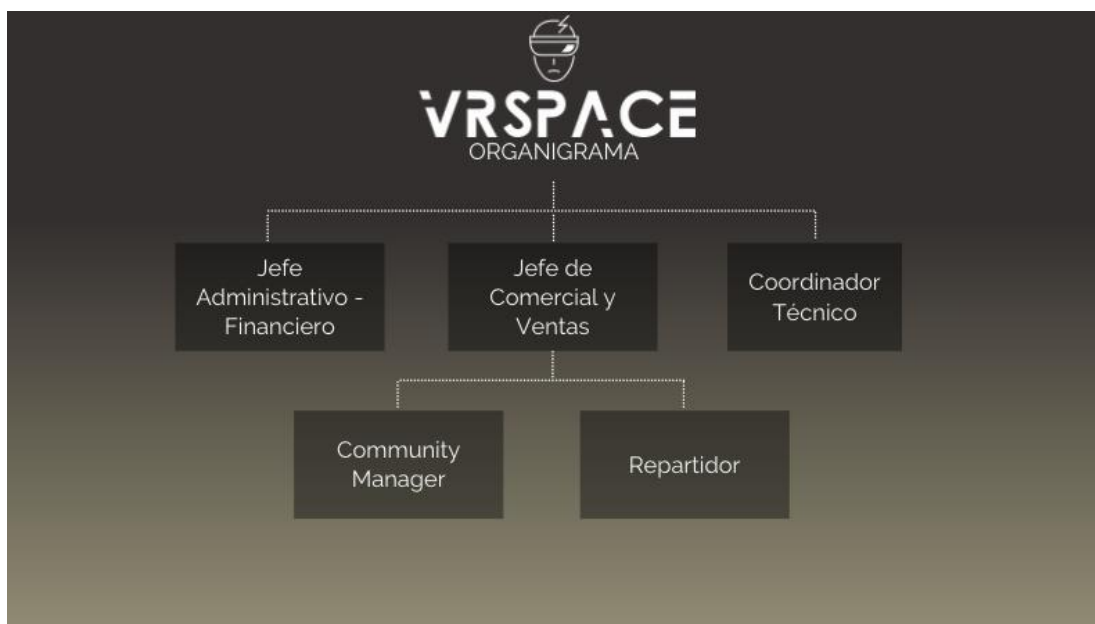 VRSPACE
ORGANIGRAMA
Jefe
Administrativo -
Financiero
Jefe de
Comercial y
Ventas
Coordinador
Técnico
Community
Manager
Repartidor